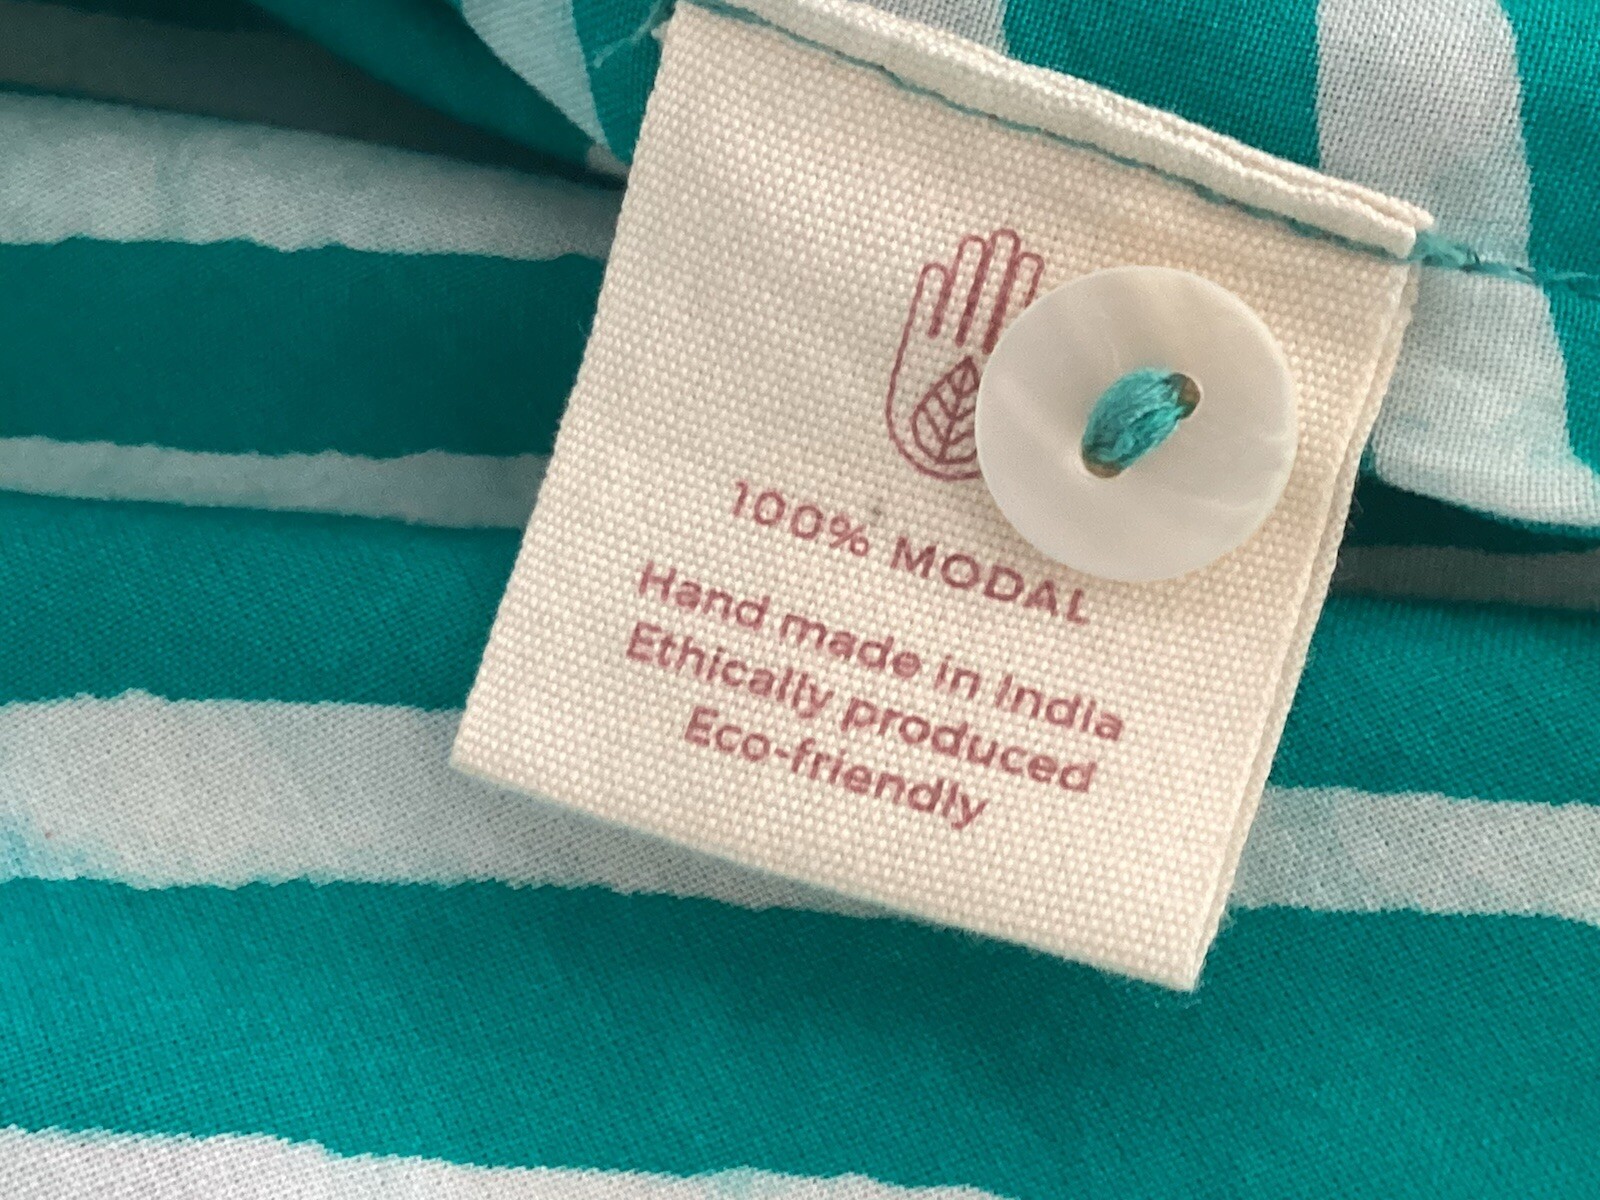 100% MODAL
Hand made in India
Ethically produced
Eco-friendly